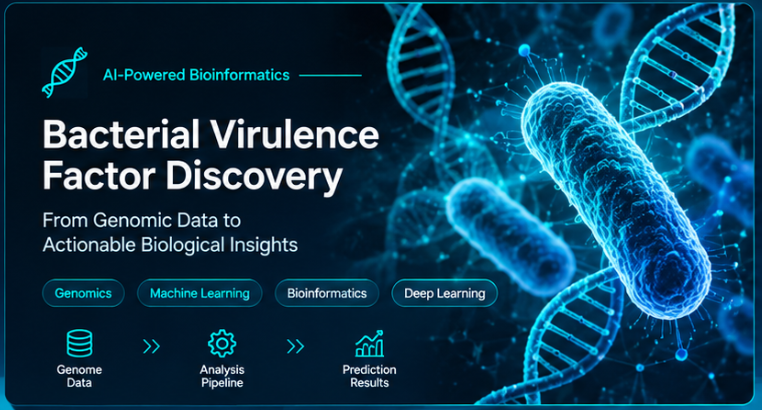 AI-Powered Bioinformatics
Bacterial Virulence
Factor Discovery
From Genomic Data to
Actionable Biological Insights
Genomics
Machine Learning
Bioinformatics
Deep Learning
Genome
Data
Analysis
Pipeline
Prediction
Results